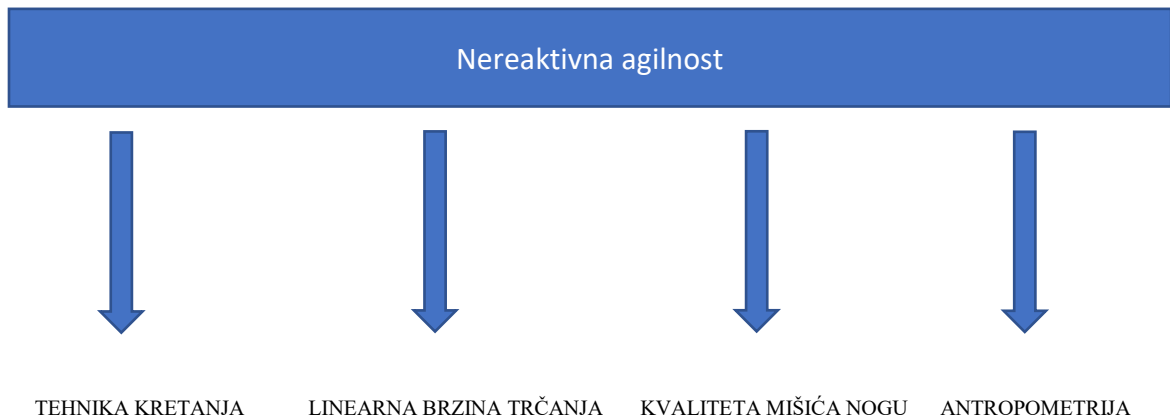 Nereaktivna agilnost
TEHNIKA KRETANJA
LINEARNA BRZINA TRČANJA
KVALITETA MIŠIĆA NOGU
ANTROPOMETRIJA